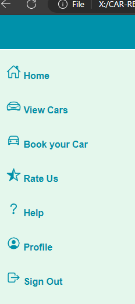 File X:/CAR-RE
Home
View Cars
Book your Car
Rate Us
Help
Profile
Sign Out